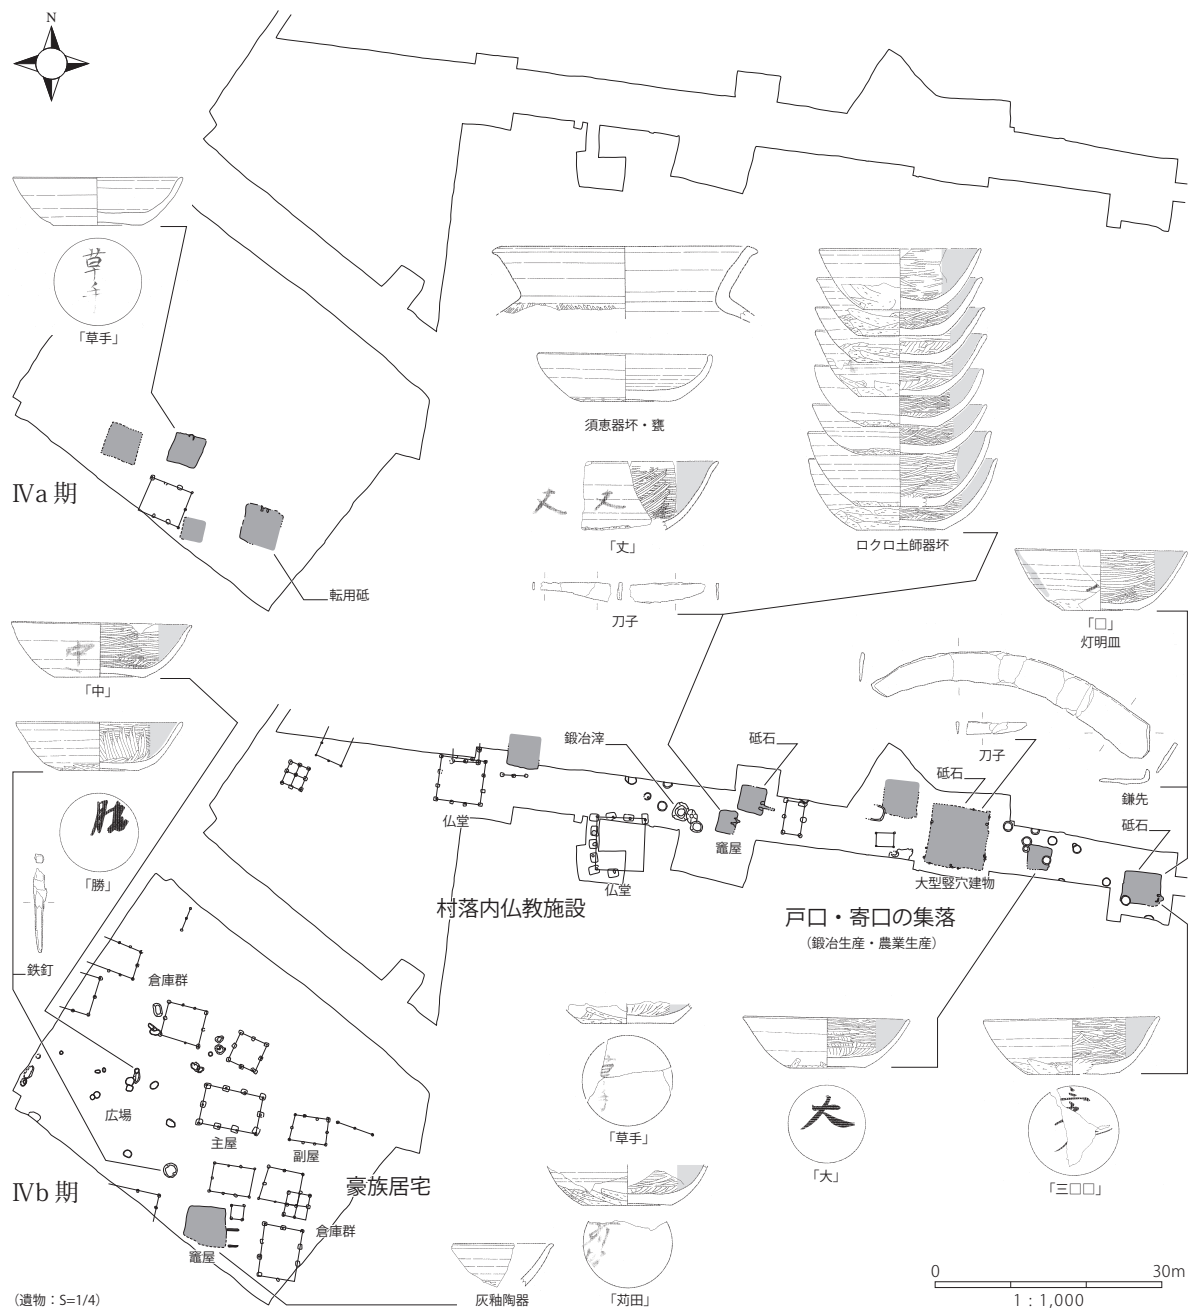 N
「草手」
Ⅳa 期
転用砥
須恵器坏・甕
「丈」
刀子
ロクロ土師器坏
「□」
灯明皿
刀子
鎌先
砥石
砥石
砥石
鍛冶滓
竈屋
大型竪穴建物
仏堂
仏堂
村落内仏教施設
戸口・寄口の集落
（鍛冶生産・農業生産）
「中」
「勝」
鉄釘
倉庫群
広場
主屋
副屋
豪族居宅
倉庫群
竈屋
Ⅳb 期
「草手」
「苅田」
灰釉陶器
「大」
「三□□」
（遺物：S=1/4）
0 30m
1：1,000